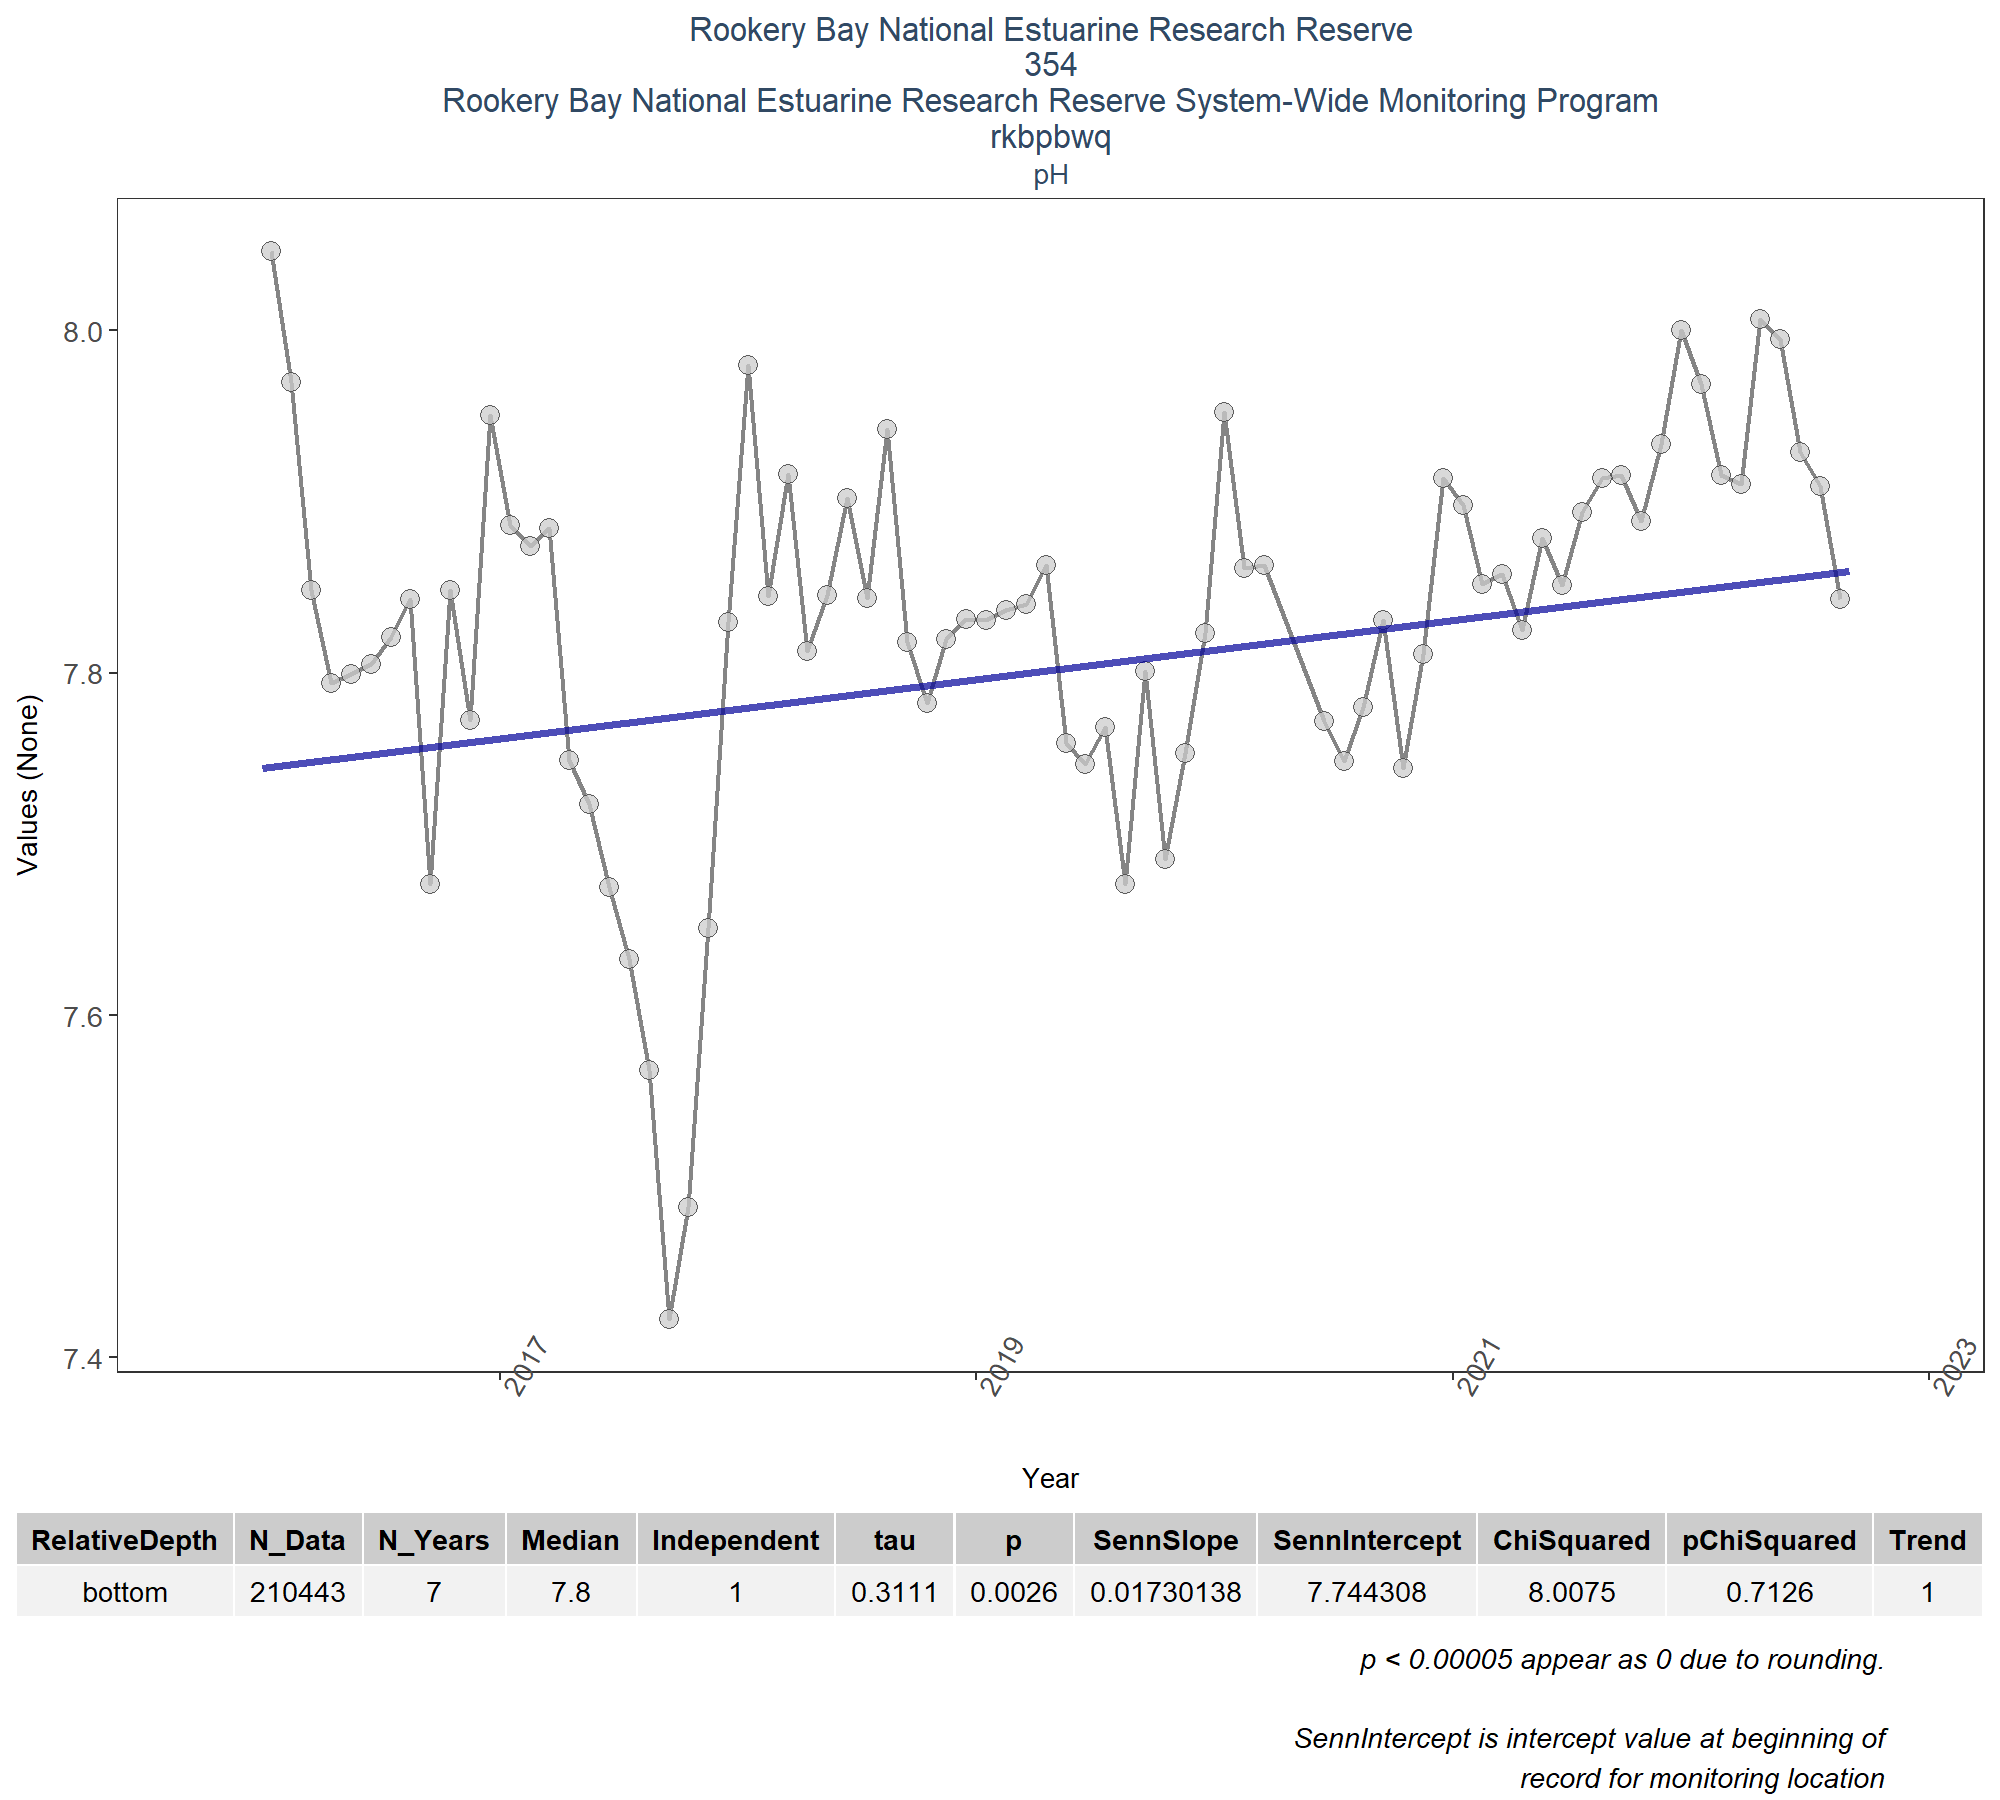 Rookery Bay National Estuarine Research Reserve
354
Rookery Bay National Estuarine Research Reserve System-Wide Monitoring Program
rkbpbwq
pH
8.0
7.8
7.6
7.4
Values (None)
2017
2019
2021
2023
Year
RelativeDepth N_Data N_Years Median Independent tau p SennSlope SennIntercept ChiSquared pChiSquared Trend
bottom 210443 7 7.8 1 0.3111 0.0026 0.01730138 7.744308 8.0075 0.7126 1
p < 0.00005 appear as 0 due to rounding.
SennIntercept is intercept value at beginning of
record for monitoring location